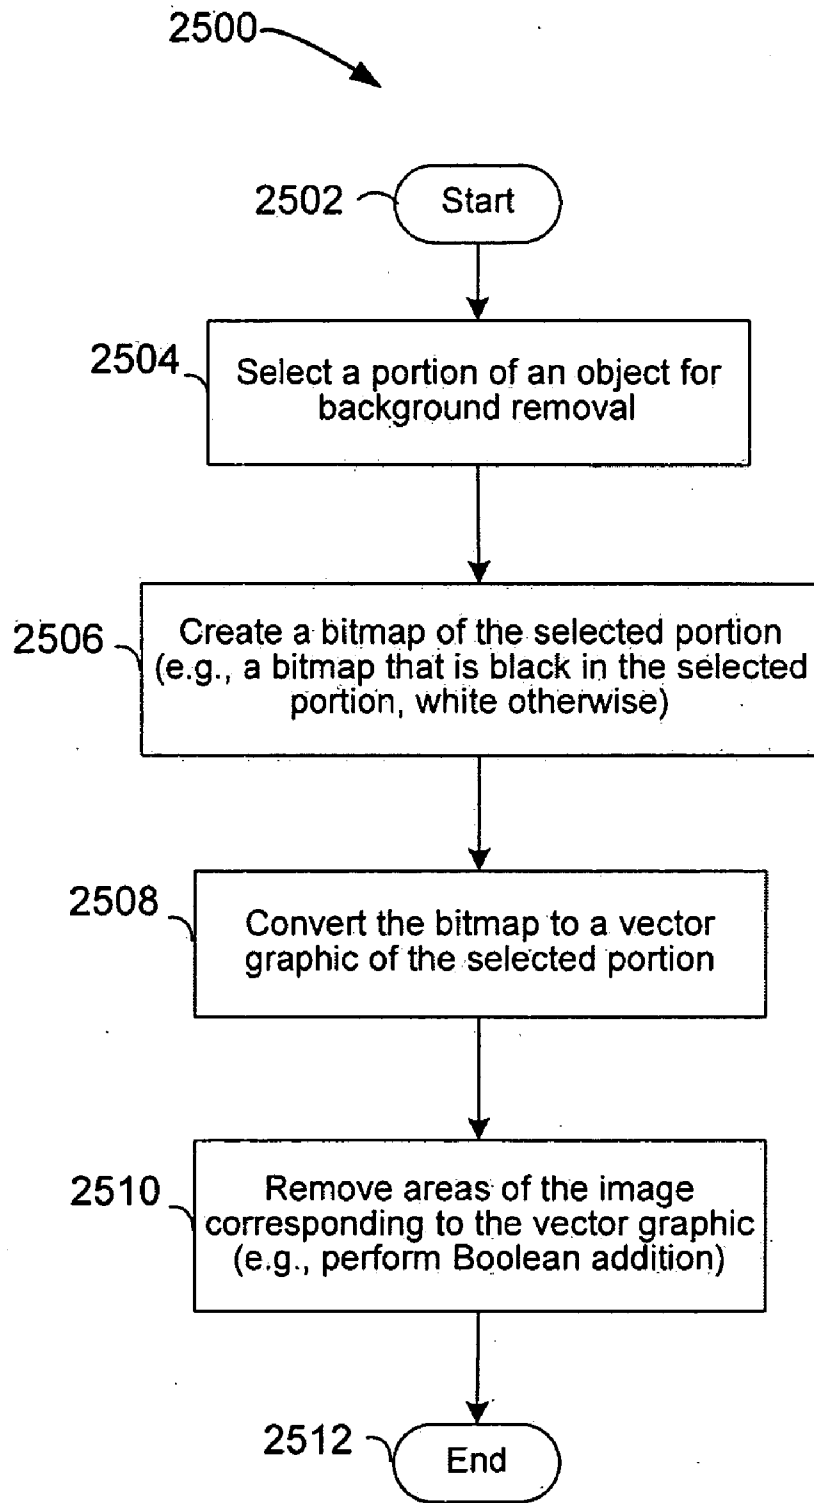 2500
2502
Start
2504
Select a portion of an object for
background removal
2506
Create a bitmap of the selected portion
(e.g., a bitmap that is black in the selected
portion, white otherwise)
2508
Convert the bitmap to a vector
graphic of the selected portion
2510
Remove areas of the image
corresponding to the vector graphic
(e.g., perform Boolean addition)
2512
End